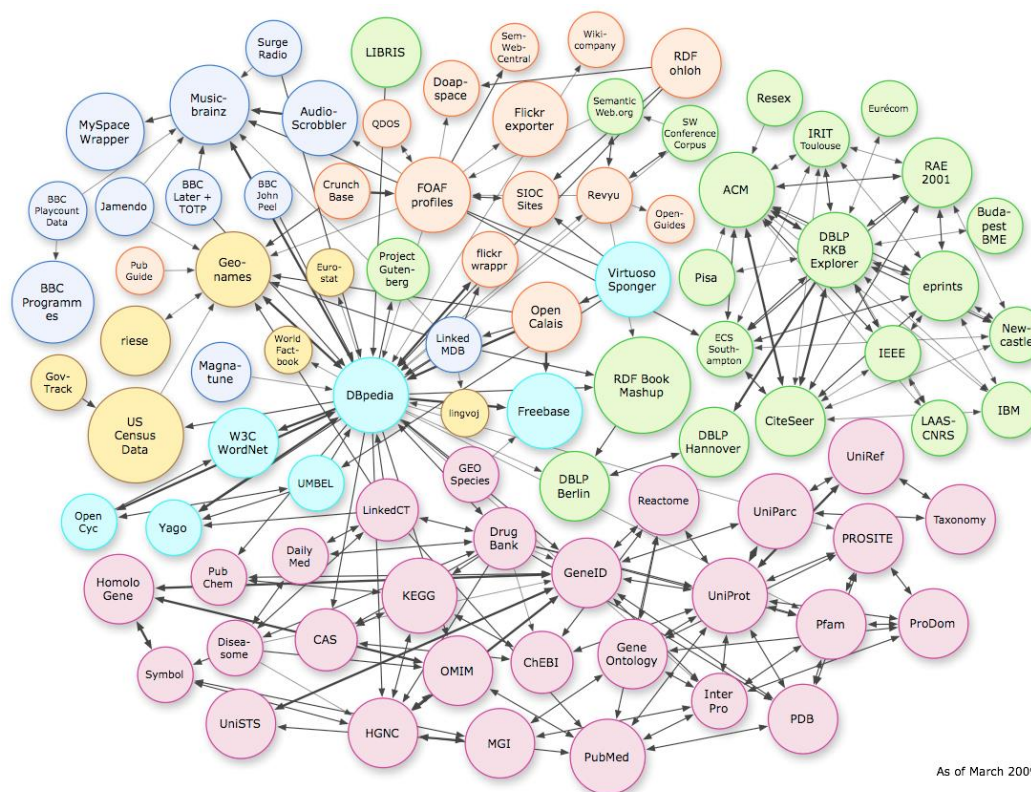 Surge
Radio
LIBRIS
Sem-
Web-
Central
Wiki-
company
RDF
ohloh
Music-
brainz
Audio-
Scrobbler
Doap-
space
Flickr
exporter
Semantic
Web.org
Resex
Eurécom
MySpace
Wrapper
QDOS
SW
Conference
Corpus
IRIT
Toulouse
RAE
2001
ACM
BBC
Playcount
Data
Jamendo
BBC
Later +
TOTP
BBC
John
Peel
Crunch
Base
FOAF
profiles
SIOC
Sites
Revyu
Open-
Guides
Buda-
pest
BME
DBLP
RKB
Explorer
Pub
Guide
Geo-
names
Euro-
stat
Project
Guten-
berg
flickr
wrappr
Virtuoso
Sponger
Pisa
eprints
BBC
Programm
es
riese
Open
Calais
World
Fact-
book
Linked
MDB
ECS
South-
ampton
IEEE
New-
castle
Gov-
Track
Magna-
tune
DBpedia
RDF Book
Mashup
US
Census
Data
W3C
WordNet
lingvoj
Freebase
CiteSeer
LAAS-
CNRS
IBM
DBLP
Hannover
UMBEL
GEO
Species
DBLP
Berlin
UniRef
Open
Cyc
Yago
LinkedCT
Reactome
UniParc
Taxonomy
Drug
Bank
PROSITE
Daily
Med
Homolo
Gene
Pub
Chem
KEGG
GeneID
UniProt
Pfam
ProDom
Disea-
some
CAS
ChEBI
Gene
Ontology
Symbol
OMIM
Inter
Pro
UniSTS
HGNC
MGI
PubMed
PDB
As of March 2009